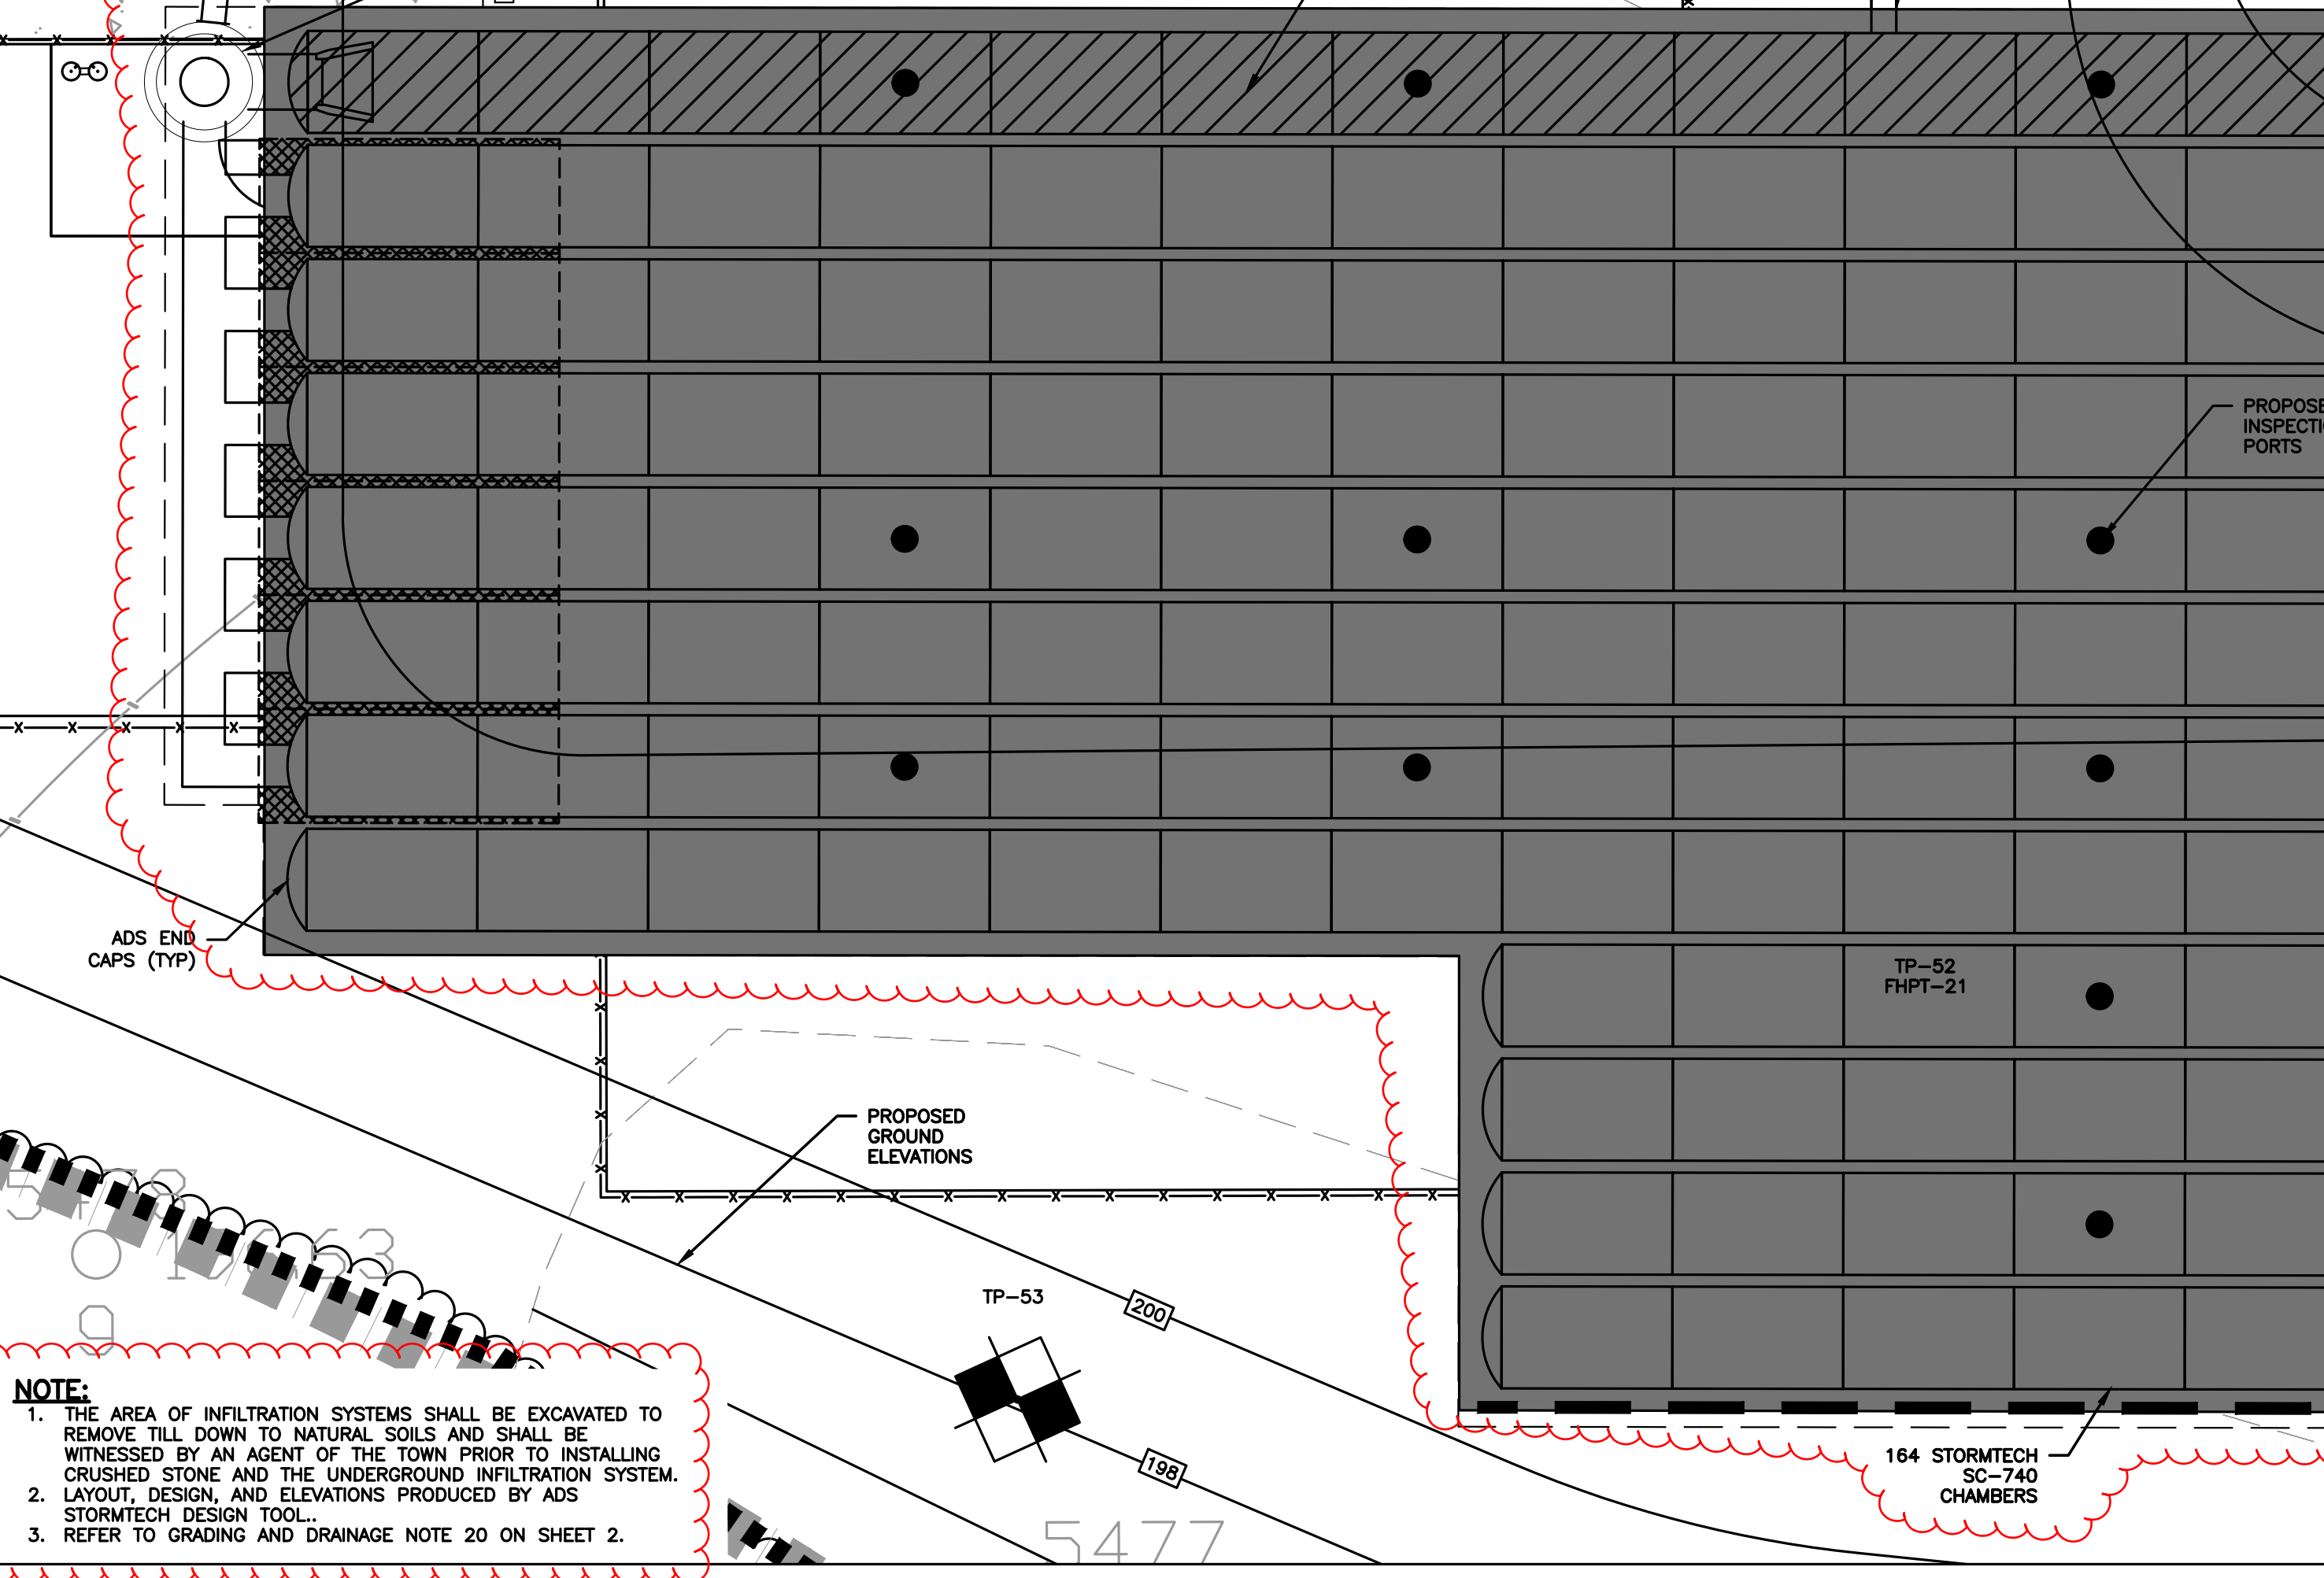 PORTS
ADS END
CAPS (TYP)
TP-52
FHPT-21
PROPOSED
GROUND
ELEVATIONS
TP-53
200
198
5477
9
164 STORMTECH
SC-740
CHAMBERS
NOTE:
1. THE AREA OF INFILTRATION SYSTEMS SHALL BE EXCAVATED TO
REMOVE TILL DOWN TO NATURAL SOILS AND SHALL BE
WITNESSED BY AN AGENT OF THE TOWN PRIOR TO INSTALLING
CRUSHED STONE AND THE UNDERGROUND INFILTRATION SYSTEM.
2. LAYOUT, DESIGN, AND ELEVATIONS PRODUCED BY ADS
STORMTECH DESIGN TOOL..
3. REFER TO GRADING AND DRAINAGE NOTE 20 ON SHEET 2.